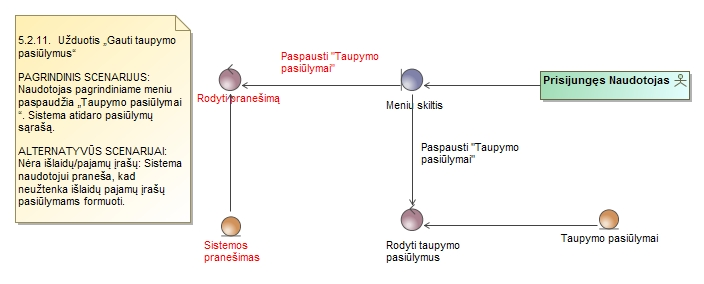 5.2.11. Užduotis „Gauti taupymo
pasiūlymus“
PAGRINDINIS SCENARIJUS:
Naudotojas pagrindiniame meniu
paspaudžia „Taupymo pasiūlymai
“. Sistema atidaro pasiūlymų
sąrašą.
ALTERNATYVŪS SCENARIJAI:
Nėra išlaidų/pajamų įrašų: Sistema
naudotojui praneša, kad
neužtenka išlaidų pajamų įrašų
pasiūlymams formuoti.
Paspausti "Taupymo
pasiūlymai"
Rodyti pranešimą
Meniu skiltis
Prisijungęs Naudotojas
Paspausti "Taupymo
pasiūlymai"
Sistemos
pranešimas
Rodyti taupymo
pasiūlymus
Taupymo pasiūlymai